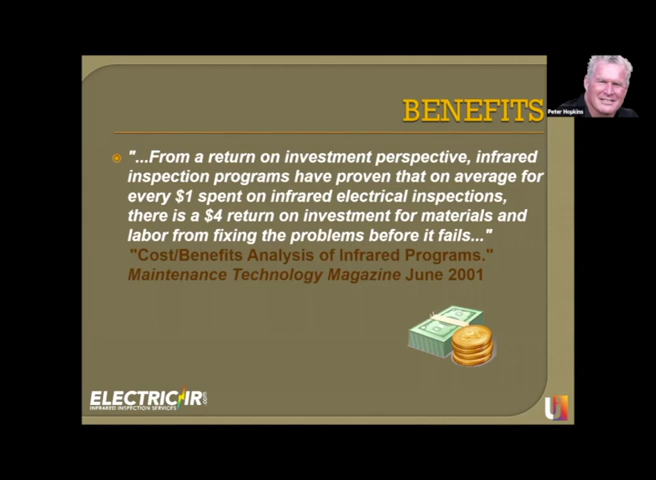 BENEFITS
Peter Hopkins
"...From a return on investment perspective, infrared
inspection programs have proven that on average for
every $1 spent on infrared electrical inspections,
there is a $4 return on investment for materials and
labor from fixing the problems before it fails..."
"Cost/Benefits Analysis of Infrared Programs."
Maintenance Technology Magazine June 2001
ELECTRIC IR.com
INFRARED INSPECTION SERVICES